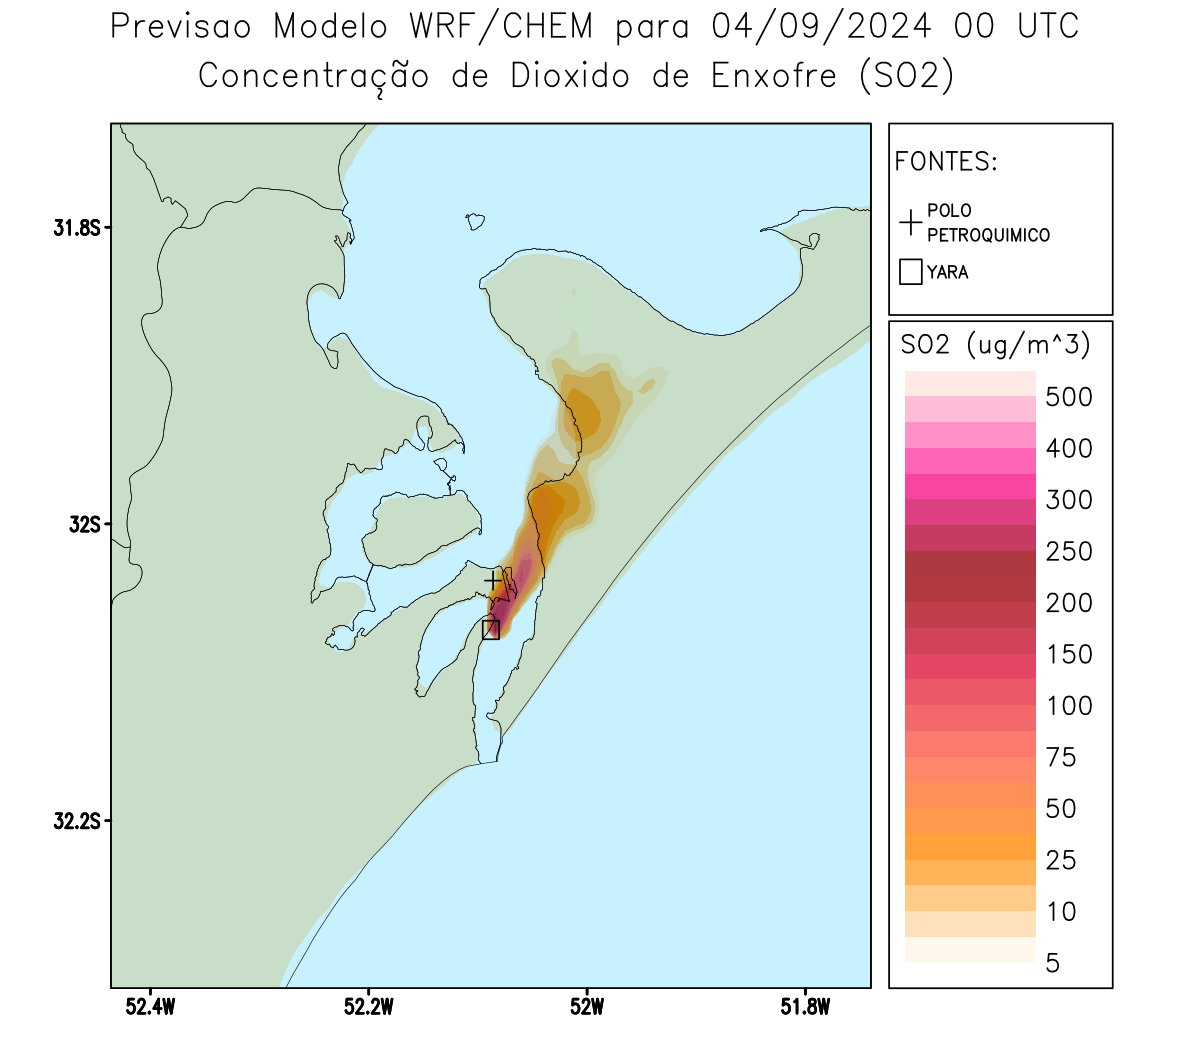 Previsao Modelo WRF/CHEM para 04/09/2024 00 UTC
Concentração de Dioxido de Enxofre (SO2)
FONTES:
POLO
PETROQUIMICO
YARA
31.8S
32S
32.2S
52.4W
52.2W
52W
51.8W
SO2 (ug/m^3)
500
400
300
250
200
150
100
75
50
25
10
5